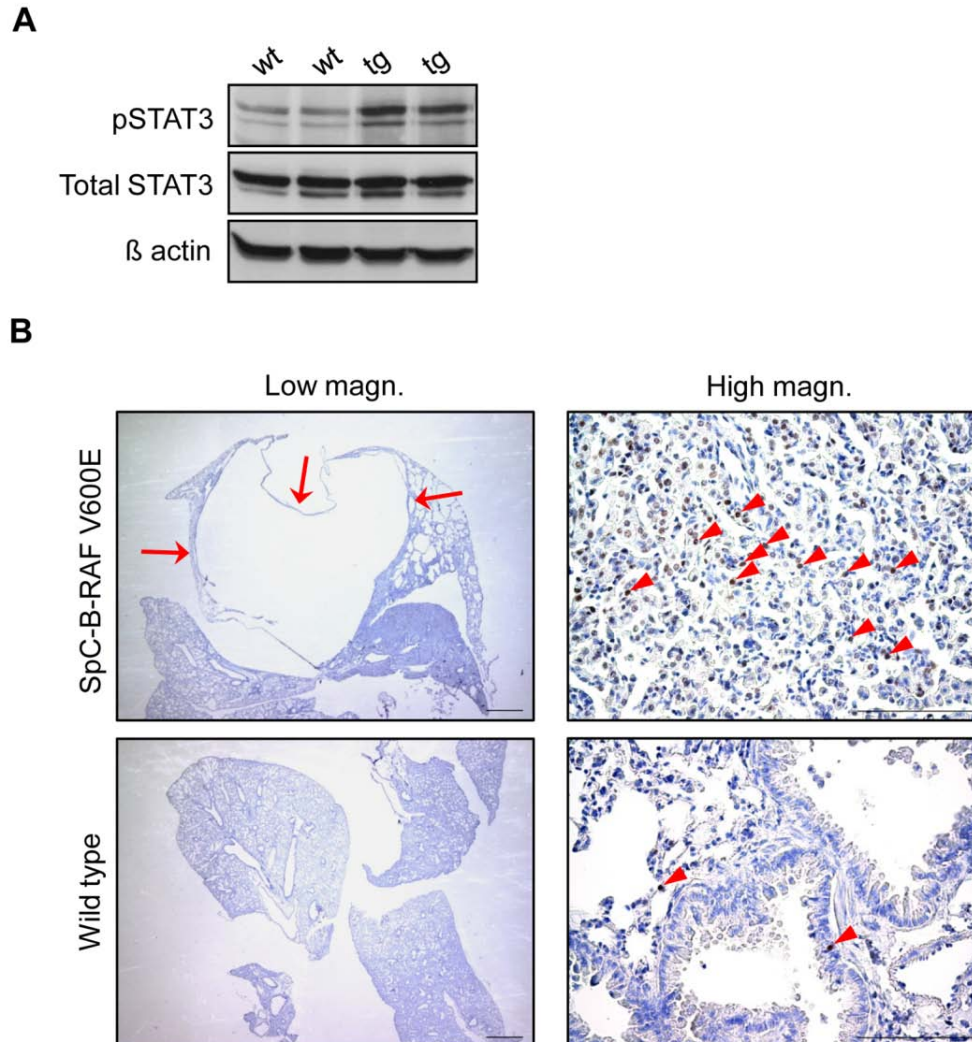 A
wt wt tg tg
pSTAT3
Total STAT3
ß actin
B
Low magn. High magn.
SpC-B-RAF V600E
Wild type